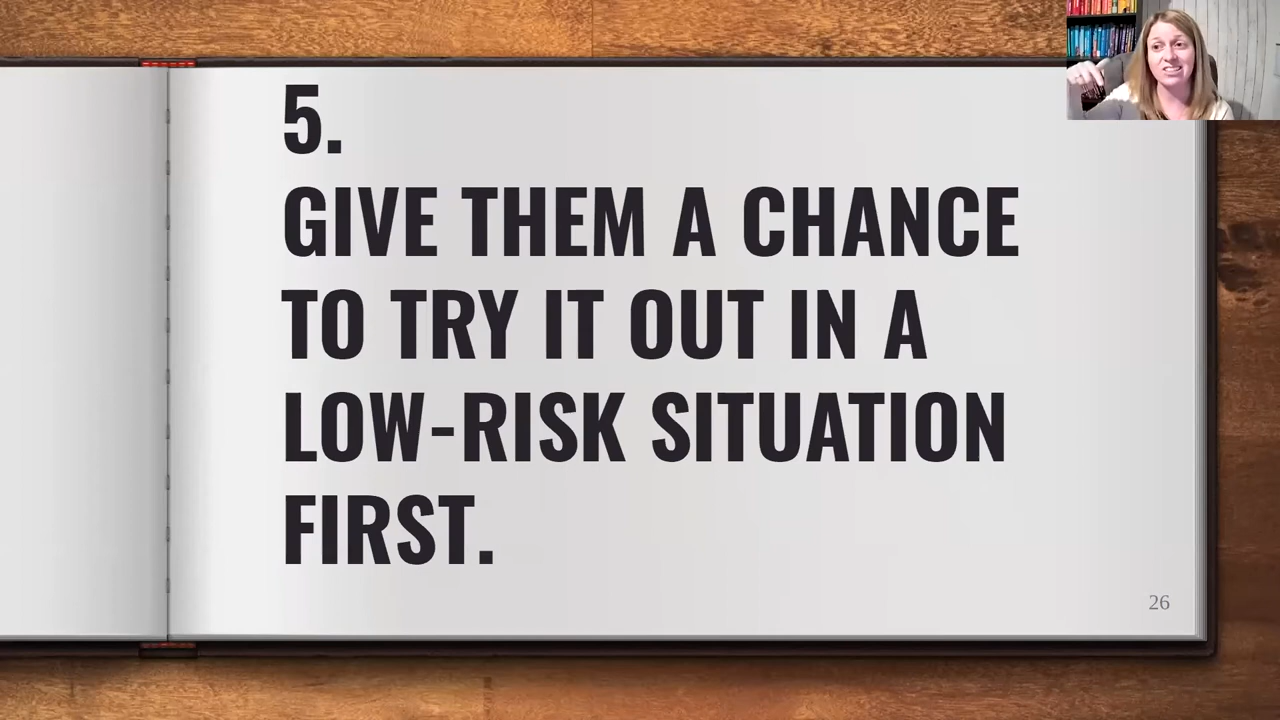 5.
GIVE THEM A CHANCE
TO TRY IT OUT IN A
LOW-RISK SITUATION
FIRST.
26